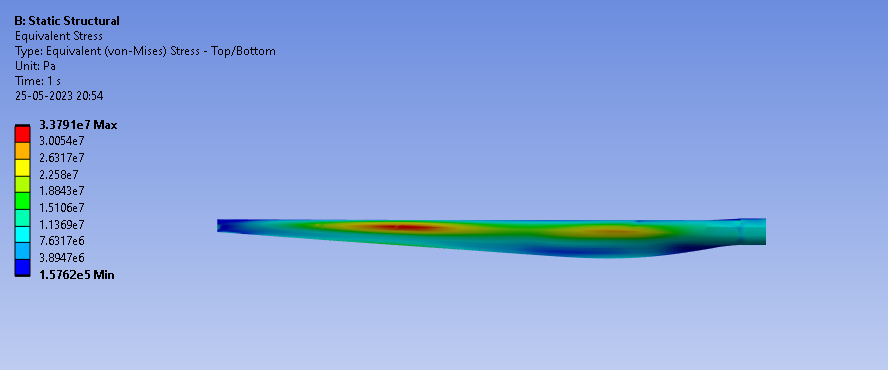 B: Static Structural
Equivalent Stress
Type: Equivalent (von-Mises) Stress - Top/Bottom
Unit: Pa
Time: 1 s
25-05-2023 20:54
3.3791e7 Max
3.0054e7
2.6317e7
2.258e7
1.8843e7
1.5106e7
1.1369e7
7.6317e6
3.8947e6
1.5762e5 Min